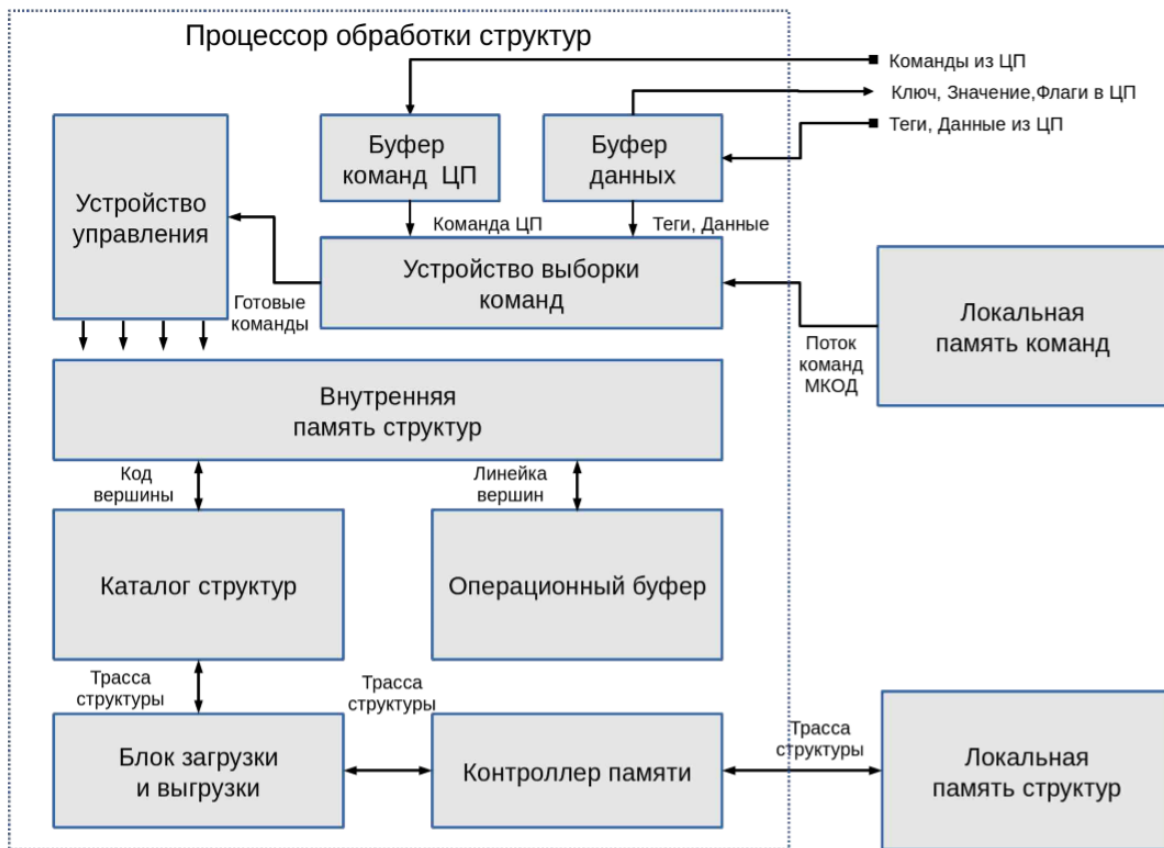 Процессор обработки структур
Команды из ЦП
Ключ, Значение,Флаги в ЦП
Теги, Данные из ЦП
Буфер
команд ЦП
Буфер
данных
Устройство
управления
Команда ЦП
Теги, Данные
Устройство выборки
команд
Готовые
команды
Локальная
память команд
Поток
команд
МКОД
Внутренняя
память структур
Код
вершины
Линейка
вершин
Каталог структур
Операционный буфер
Трасса
структуры
Трасса
структуры
Блок загрузки
и выгрузки
Контроллер памяти
Трасса
структуры
Локальная
память структур